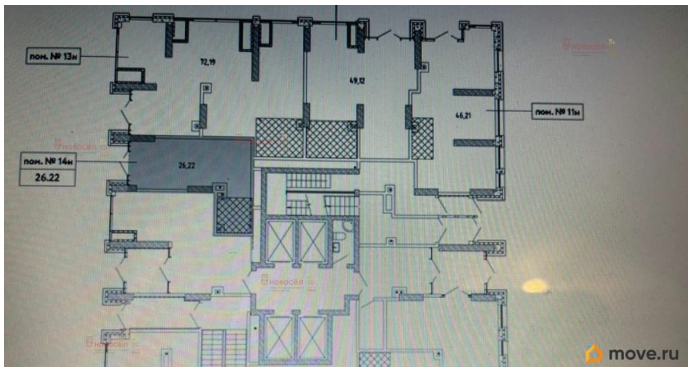 пом. № 13н
72,19
49,12
пом. № 11н
46,21
пом. № 14н
26.22
26,22
новосёл
move.ru